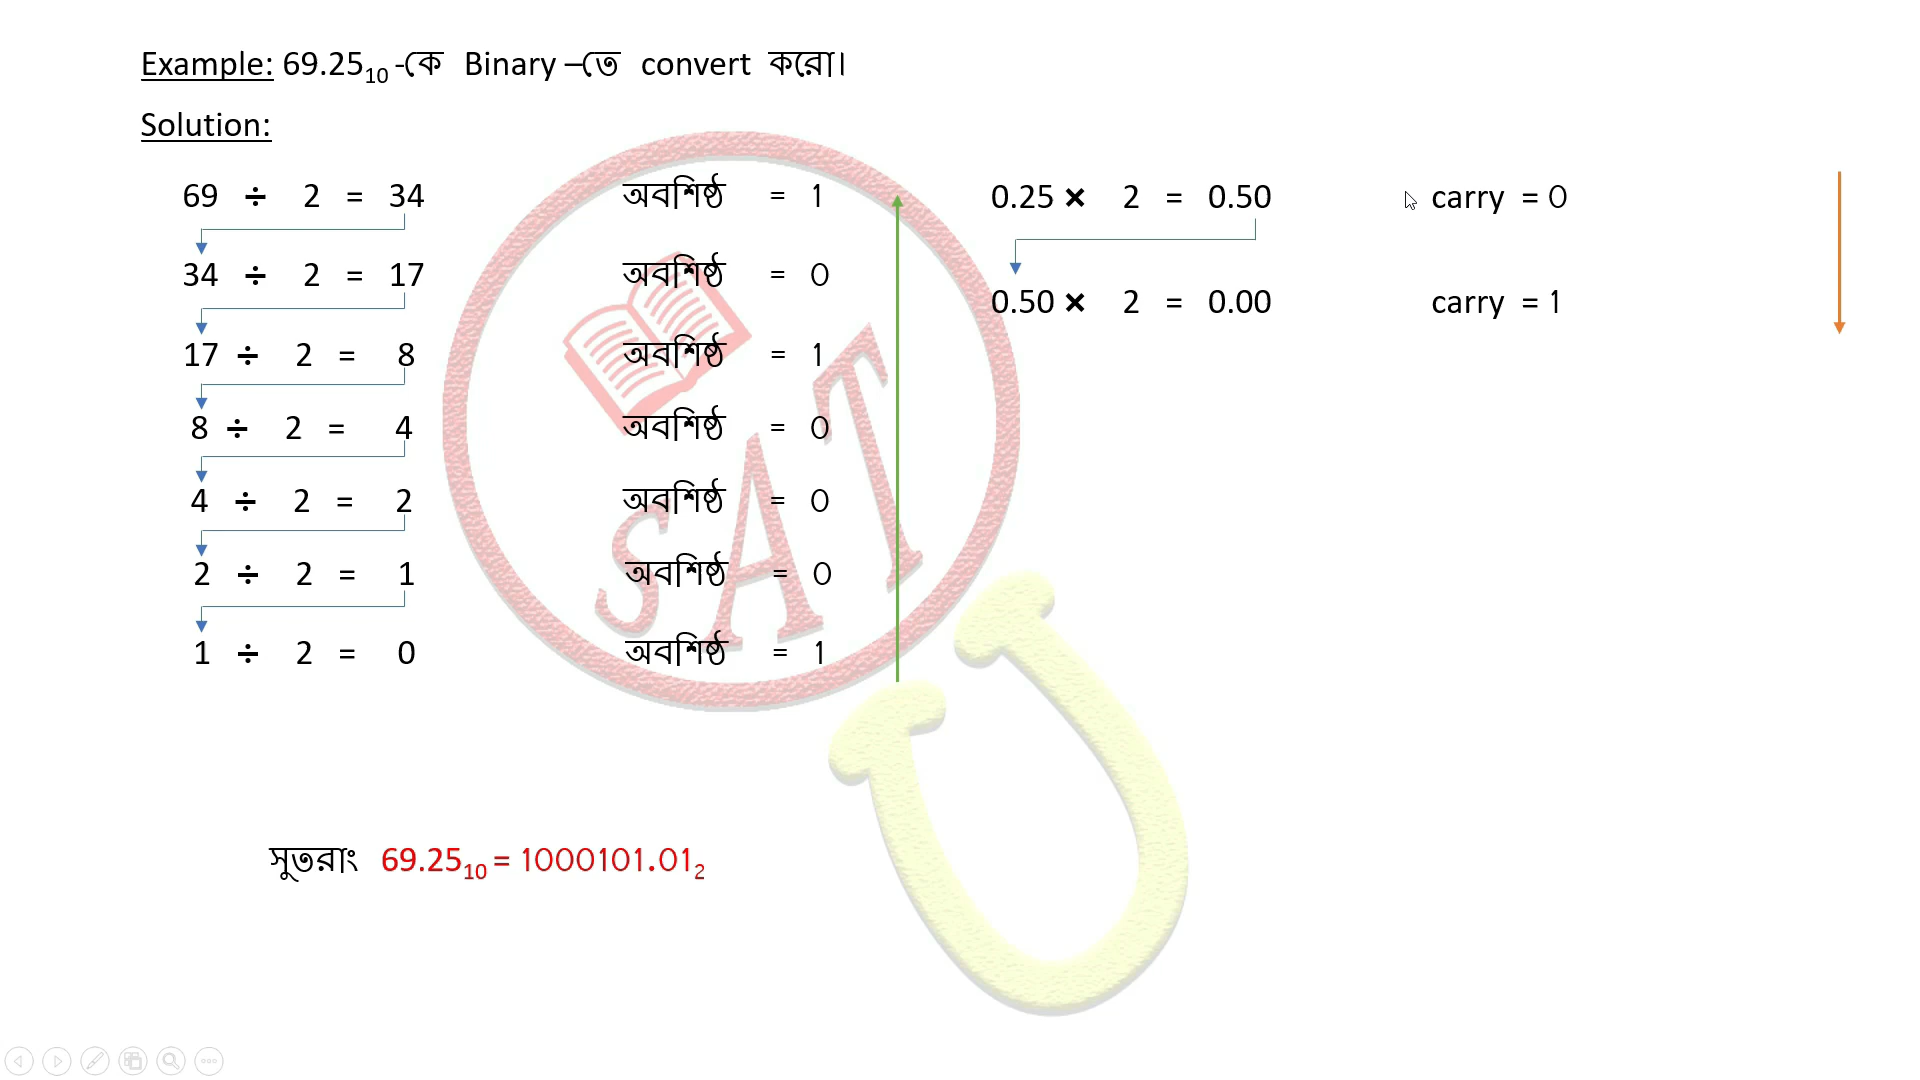 Example: 69.25₁₀ -কে Binary –তে convert করো।
Solution:
69 ÷ 2 = 34 অবশিষ্ঠ = 1
34 ÷ 2 = 17 অবশিষ্ঠ = 0
17 ÷ 2 = 8 অবশিষ্ঠ = 1
8 ÷ 2 = 4 অবশিষ্ঠ = 0
4 ÷ 2 = 2 অবশিষ্ঠ = 0
2 ÷ 2 = 1 অবশিষ্ঠ = 0
1 ÷ 2 = 0 অবশিষ্ঠ = 1
0.25 × 2 = 0.50 carry = 0
0.50 × 2 = 0.00 carry = 1
SAT
সুতরাং 69.25₁₀ = 1000101.01₂